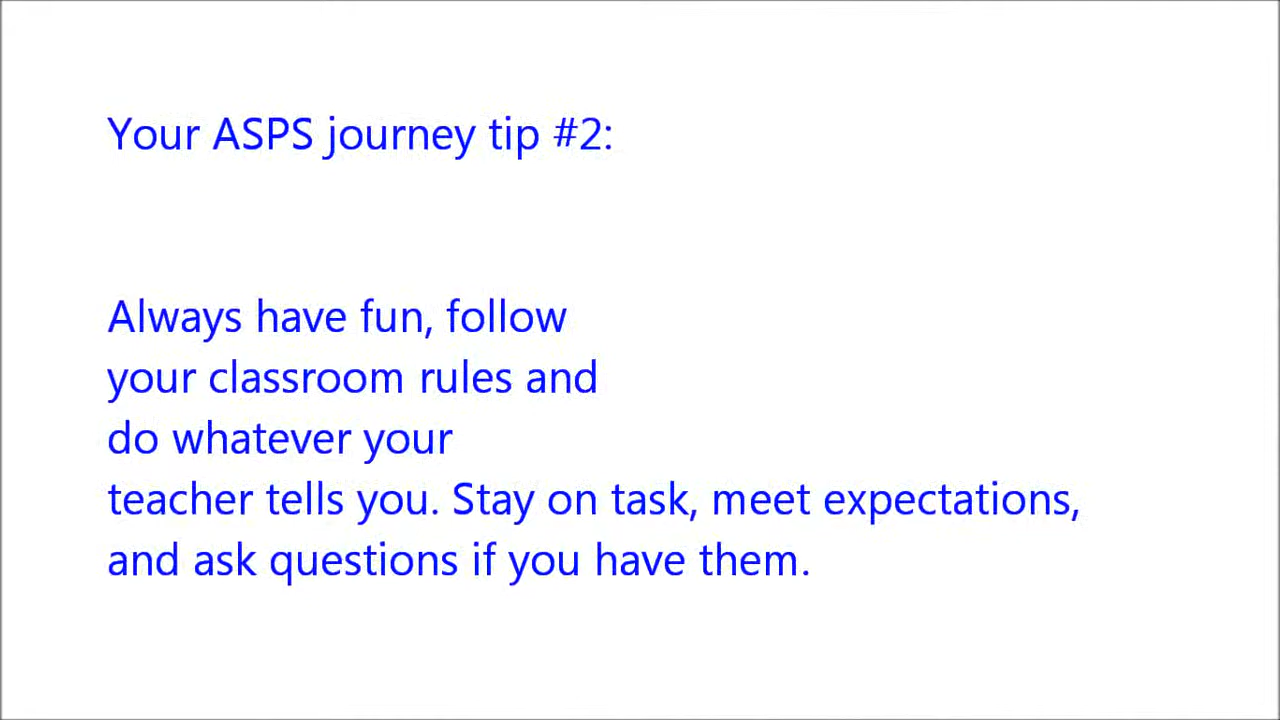 Your ASPS journey tip #2:
Always have fun, follow
your classroom rules and
do whatever your
teacher tells you. Stay on task, meet expectations,
and ask questions if you have them.